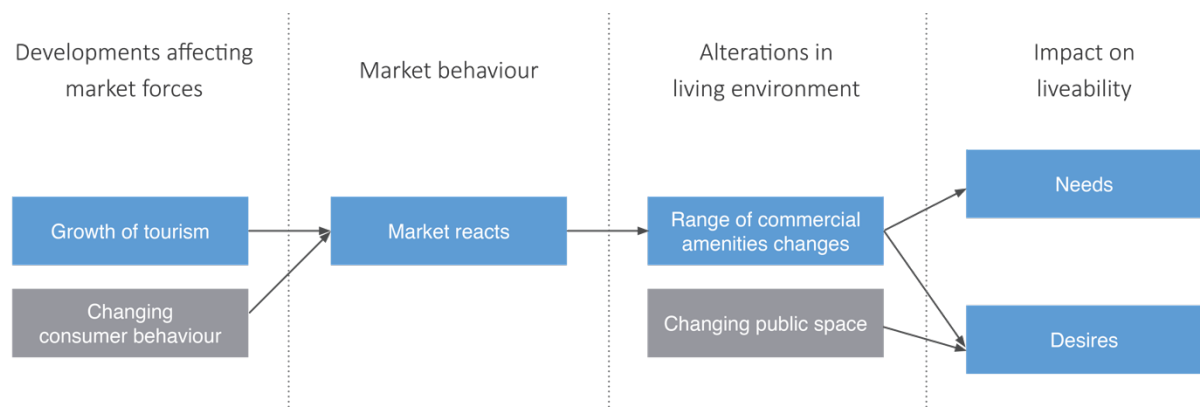 Developments affecting
market forces
Market behaviour
Alterations in
living environment
Impact on
liveability
Growth of tourism
Changing
consumer behaviour
Market reacts
Range of commercial
amenities changes
Changing public space
Needs
Desires